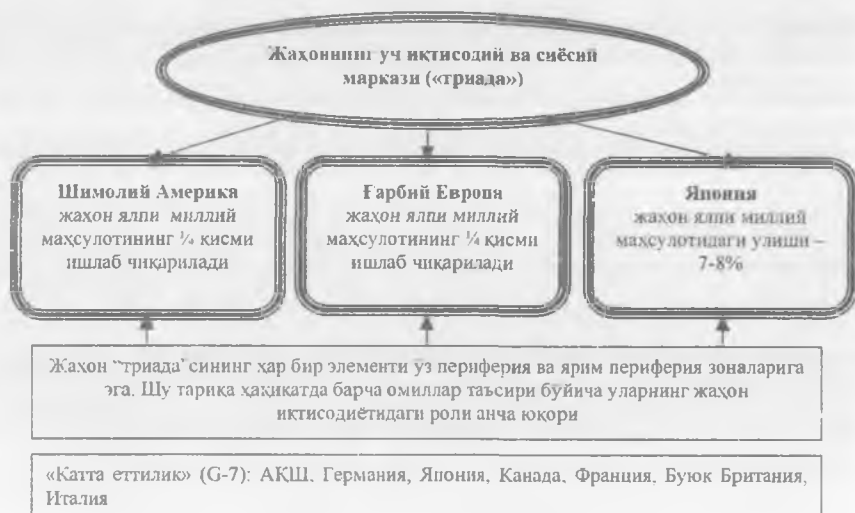 Жаҳоннинг уч иқтисодий ва сиёсий
маркази («триада»)
Шимолий Америка
жаҳон ялпи миллий
маҳсулотининг ¼ қисми
ишлаб чиқарилади
Ғарбий Европа
жаҳон ялпи миллий
маҳсулотининг ¼ қисми
ишлаб чиқарилади
Япония
жаҳон ялпи миллий
маҳсулотидаги улиши –
7-8%
Жаҳон "триада"сининг ҳар бир элементи ўз периферия ва ярим периферия зоналарига
эга. Шу тариқа ҳақиқатда барча омиллар таъсири бўйича уларнинг жаҳон
иқтисодиётидаги роли анча юқори
«Катта еттилик» (G-7): АҚШ, Германия, Япония, Канада, Франция, Буюк Британия,
Италия